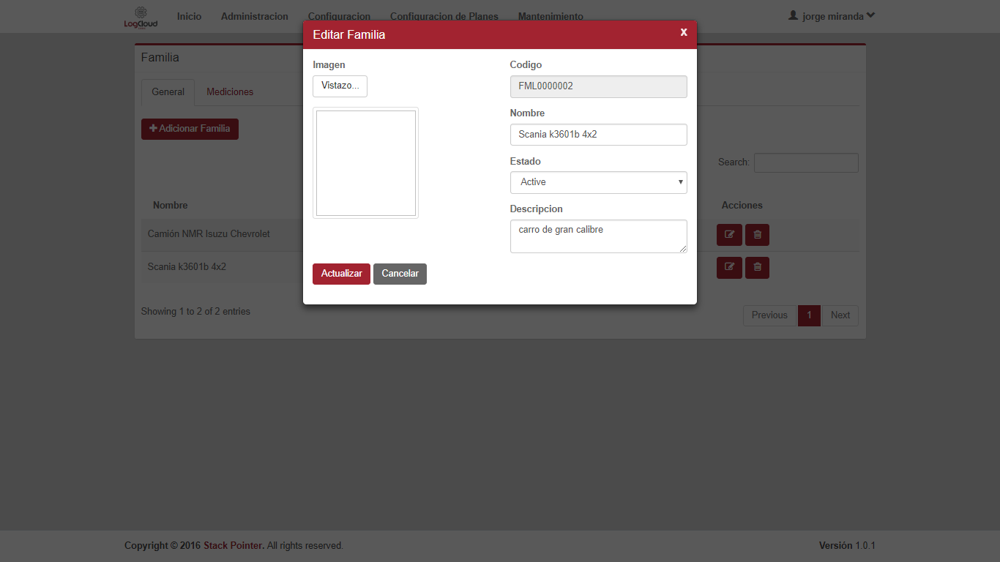 LogCloud
Inicio Administracion Configuracion Configuracion de Planes Mantenimiento jorge miranda
Editar Familia x
Familia
General Mediciones
Adicionar Familia
Search:
Nombre Acciones
Camión NMR Isuzu Chevrolet
Scania k3601b 4x2
Showing 1 to 2 of 2 entries
Previous 1 Next
Imagen
Vistazo...
Codigo
FML0000002
Nombre
Scania k3601b 4x2
Estado
Active
Descripcion
carro de gran calibre
Actualizar Cancelar
Copyright © 2016 Stack Pointer. All rights reserved.
Versión 1.0.1